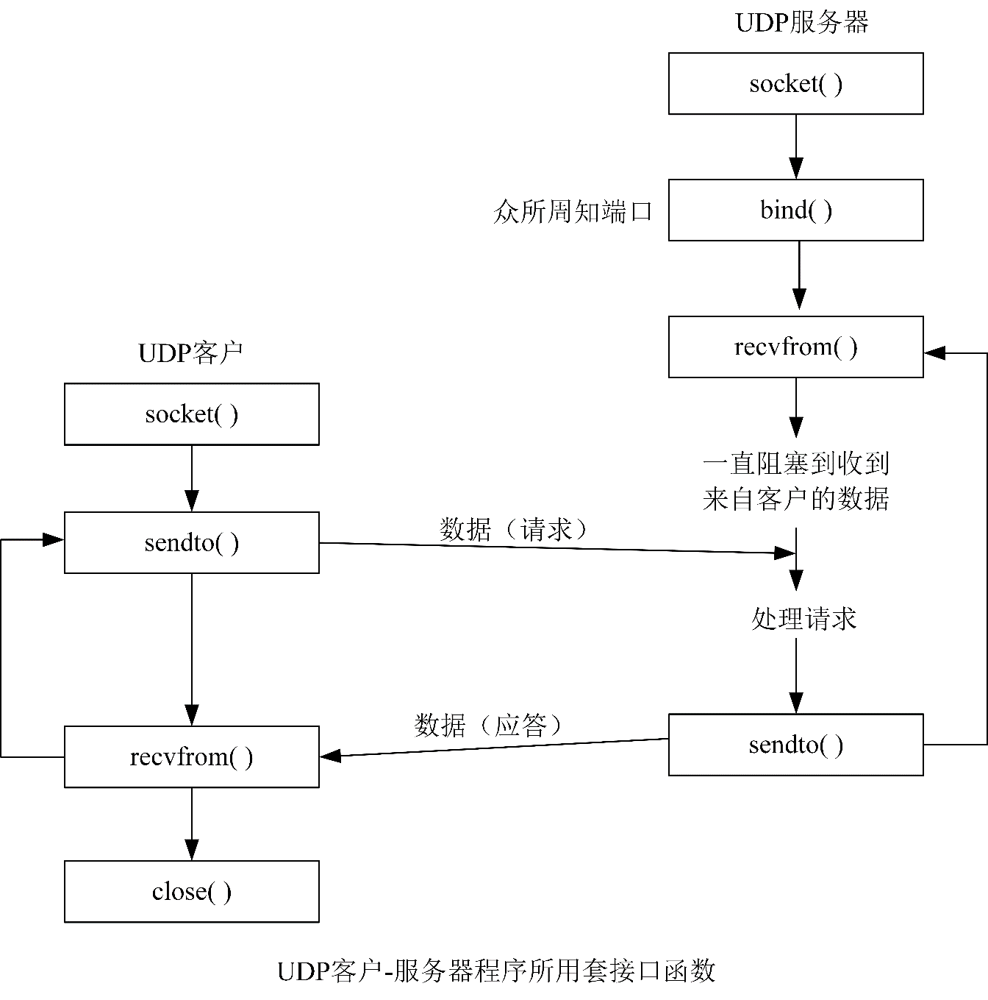 UDP服务器
socket( )
众所周知端口
bind( )
recvfrom( )
UDP客户
socket( )
一直阻塞到收到
来自客户的数据
sendto( )
数据（请求）
处理请求
数据（应答）
sendto( )
recvfrom( )
close( )
UDP客户-服务器程序所用套接口函数